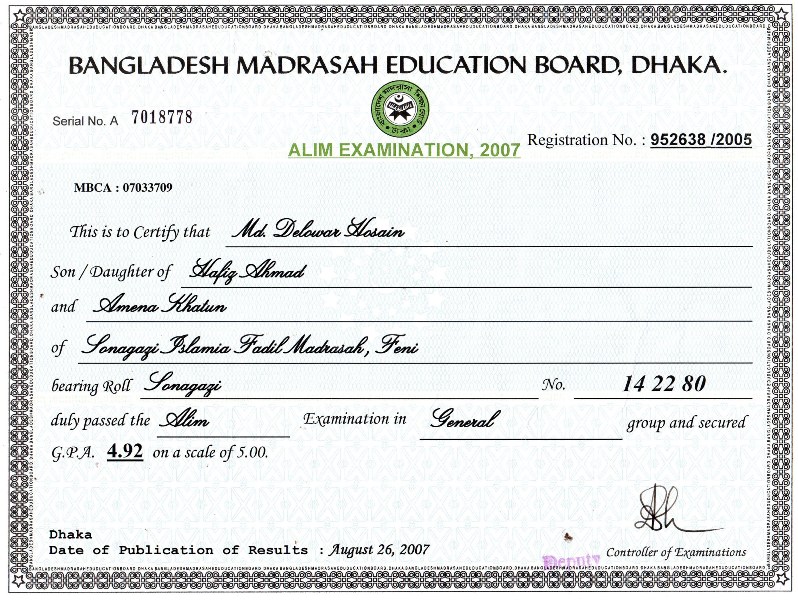 BANGLADESH MADRASAH EDUCATION BOARD, DHAKA.
Serial No. A 7018778
ALIM EXAMINATION, 2007
Registration No. : 952638 /2005
MBCA : 07033709
This is to Certify that Md. Delowar Hosain
Son / Daughter of Hafiz Ahmad
and Amena Khatun
of Sonagazi Islamia Fadil Madrasah, Feni
bearing Roll Sonagazi No. 14 22 80
duly passed the Alim Examination in General group and secured
G.P.A. 4.92 on a scale of 5.00.
Dhaka
Date of Publication of Results : August 26, 2007
Deputy Controller of Examinations